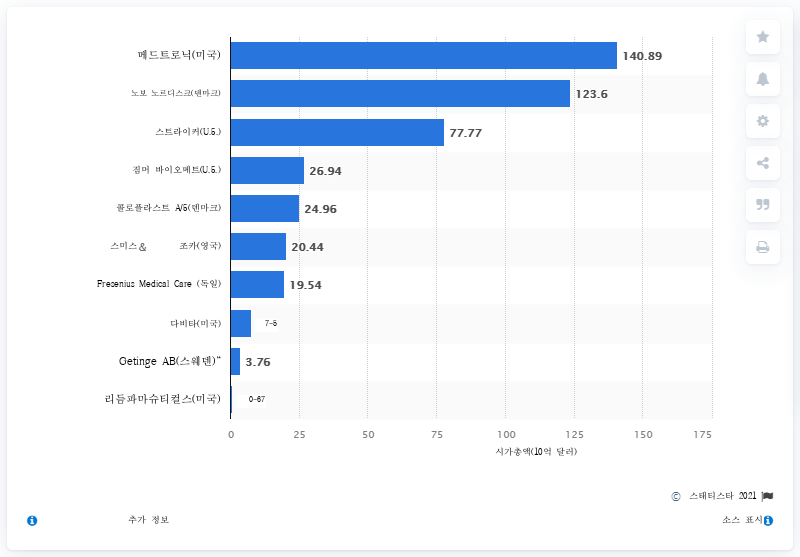 메드트로닉(미국) 140.89
노보 노르디스크(덴마크) 123.6
스트라이커(U.S.) 77.77
짐머 바이오메트(U.S.) 26.94
콜로플라스트 A/S(덴마크) 24.96
스미스 & 조카(영국) 20.44
Fresenius Medical Care (독일) 19.54
다비타(미국) 7-5
Getinge AB(스웨덴)“ 3.76
리듬파마슈티컬스(미국) 0-67
0 25 50 75 100 125 150 175
시가총액(10억 달러)
© 스태티스타 2021
추가 정보 소스 표시